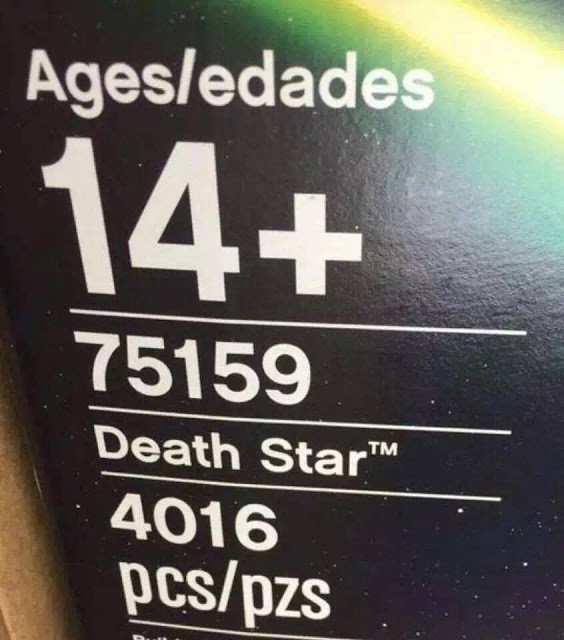 Ages/edades
14+
75159
Death Star™
4016
pcs/pzs